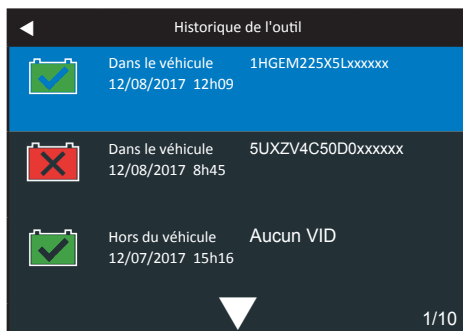 Historique de l'outil
Dans le véhicule 1HGEM225X5Lxxxxxx
12/08/2017 12h09
Dans le véhicule 5UXZV4C50D0xxxxxx
12/08/2017 8h45
Hors du véhicule Aucun VID
12/07/2017 15h16
1/10